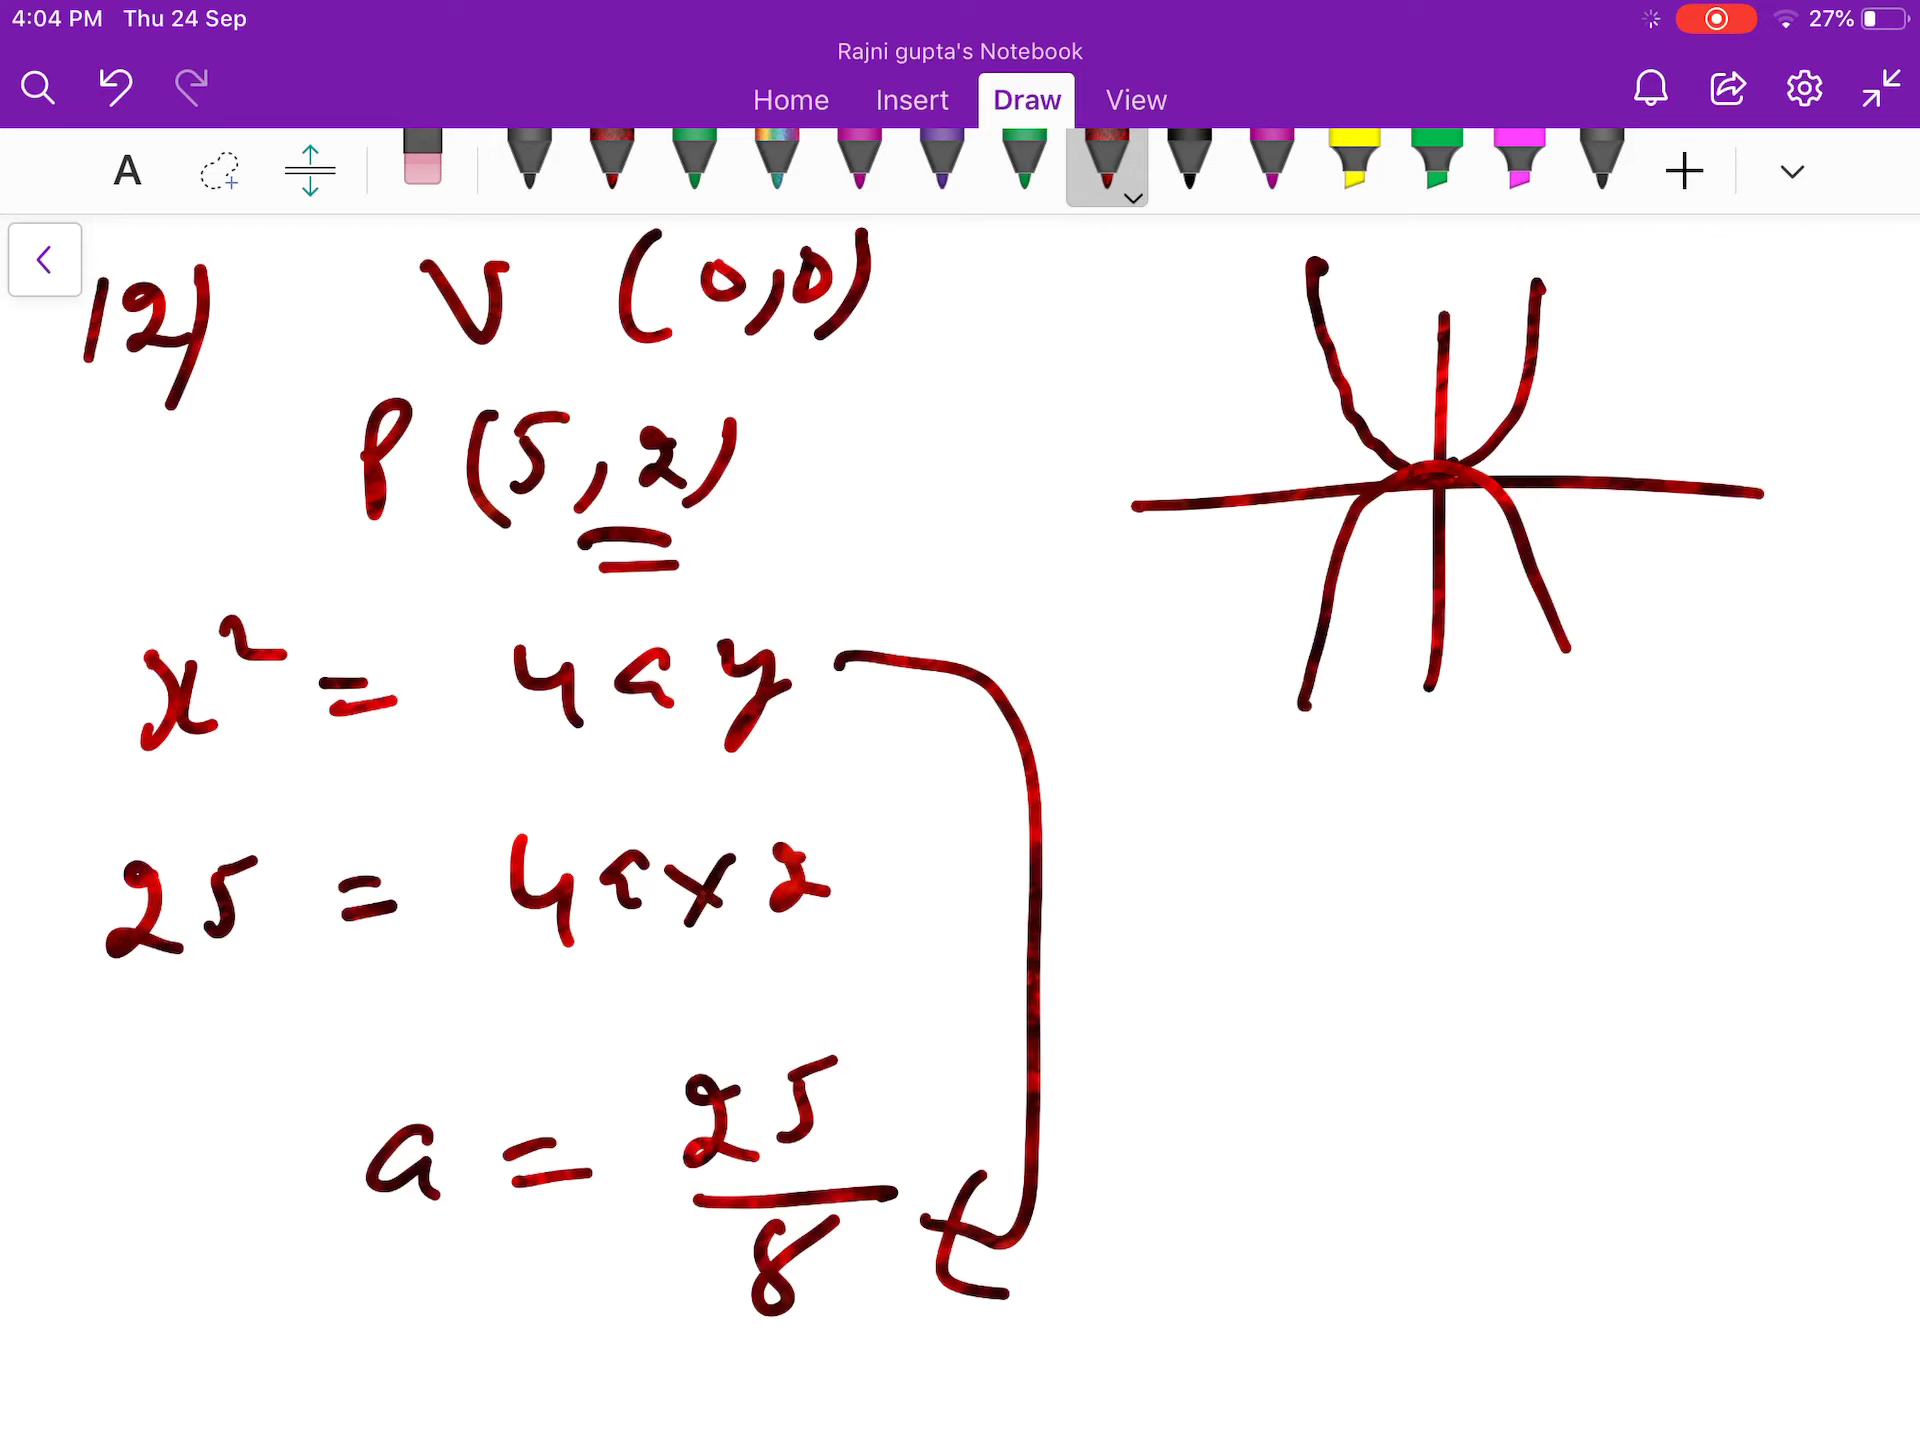 4:04 PM Thu 24 Sep
27%
Rajni gupta's Notebook
Home Insert Draw View
A
12) V (0,0)
P (5,2)
x² = 4ay
25 = 4a×2
a = 25/8